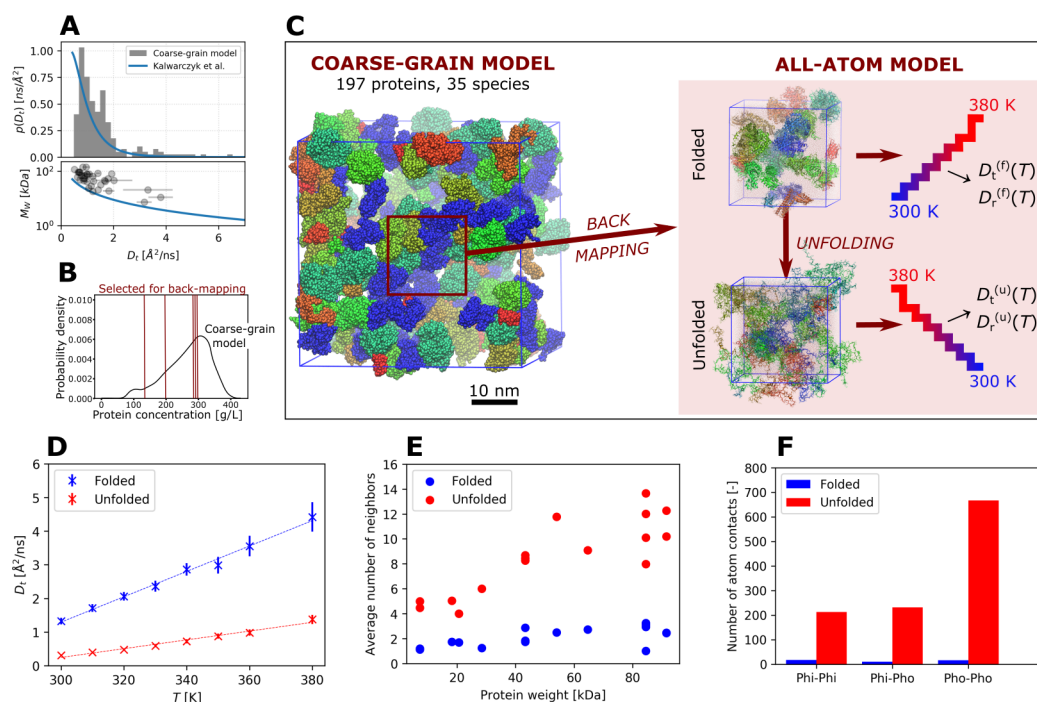 A
p(Dₜ) [ns/Å²]
1.00
0.75
0.50
0.25
0.00
Coarse-grain model
Kalwarczyk et al.
M_W [kDa]
10²
10⁰
0
2
4
6
Dₜ [Å²/ns]
B
Selected for back-mapping
Probability density
0.010
0.008
0.006
0.004
0.002
0.000
Coarse-grain
model
0
100
200
300
400
Protein concentration [g/L]
C
COARSE-GRAIN MODEL
197 proteins, 35 species
10 nm
BACK
MAPPING
ALL-ATOM MODEL
Folded
380 K
Dₜ⁽ᶠ⁾(T)
Dᵣ⁽ᶠ⁾(T)
300 K
UNFOLDING
Unfolded
380 K
Dₜ⁽ᵘ⁾(T)
Dᵣ⁽ᵘ⁾(T)
300 K
D
Dₜ [Å²/ns]
6
5
4
3
2
1
0
Folded
Unfolded
300
320
340
360
380
T [K]
E
Average number of neighbors
16
14
12
10
8
6
4
2
0
Folded
Unfolded
20
40
60
80
Protein weight [kDa]
F
Number of atom contacts [-]
800
700
600
500
400
300
200
100
0
Folded
Unfolded
Phi-Phi
Phi-Pho
Pho-Pho